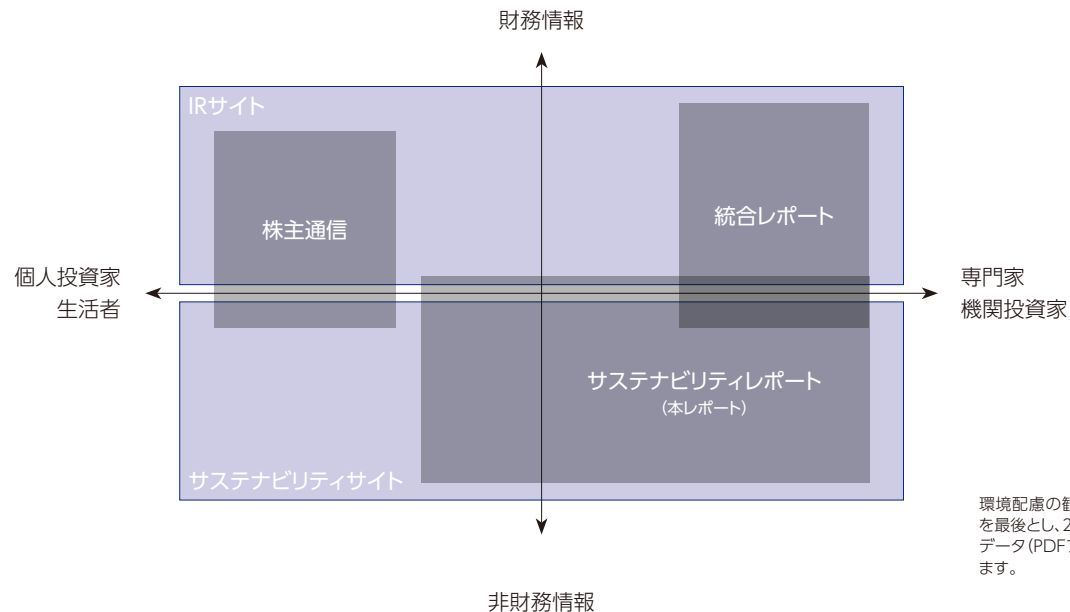 財務情報
IRサイト
株主通信
統合レポート
個人投資家
生活者
専門家
機関投資家
サステナビリティレポート
(本レポート)
サステナビリティサイト
環境配慮の
を最後とし、2
データ(PDF
ます。
非財務情報